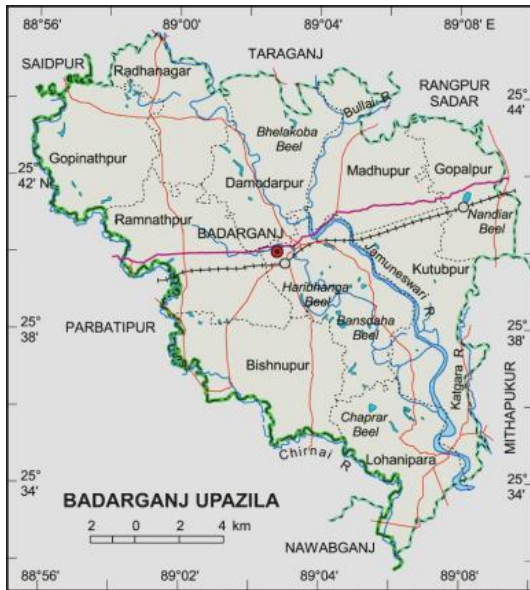 88°56' 89°00' 89°04' 89°08' E
TARAGANJ
SAIDPUR
Radhanagar
RANGPUR
SADAR
25°
44'
Bullai R
Bhelakoba
Beel
Gopinathpur
25°
42' N
Madhupur
Gopalpur
Damodarpur
Ramnathpur
Nandiar
Beel
BADARGANJ
Jamuneswari R
Kutubpur
Haribhanga
Beel
Bansdaha
Beel
PARBATIPUR
25°
38'
25°
38'
Bishnupur
Katgara R
MITHAPUKUR
Chaprar
Beel
Chirnai R
Lohanipara
25°
34'
25°
34'
BADARGANJ UPAZILA
2 0 2 4 km
NAWABGANJ
88°56' 89°02' 89°04' 89°08'